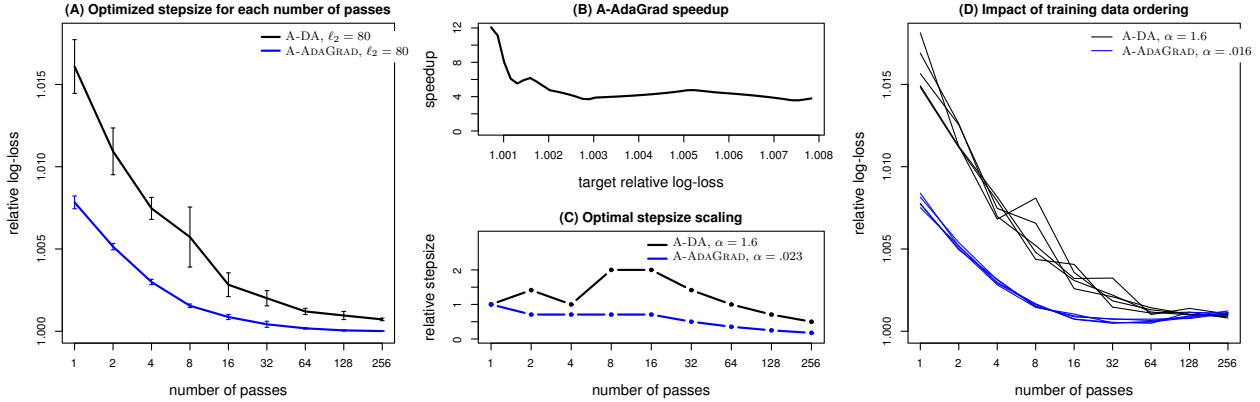 (A) Optimized stepsize for each number of passes
A-DA, ℓ₂ = 80
A-ADAGRAD, ℓ₂ = 80
relative log-loss
1.015
1.010
1.005
1.000
1 2 4 8 16 32 64 128 256
number of passes
(B) A-AdaGrad speedup
speedup
12
8
4
0
1.001 1.002 1.003 1.004 1.005 1.006 1.007 1.008
target relative log-loss
(C) Optimal stepsize scaling
A-DA, α = 1.6
A-ADAGRAD, α = .023
relative stepsize
2
1
0
1 2 4 8 16 32 64 128 256
number of passes
(D) Impact of training data ordering
A-DA, α = 1.6
A-ADAGRAD, α = .016
relative log-loss
1.015
1.010
1.005
1.000
1 2 4 8 16 32 64 128 256
number of passes